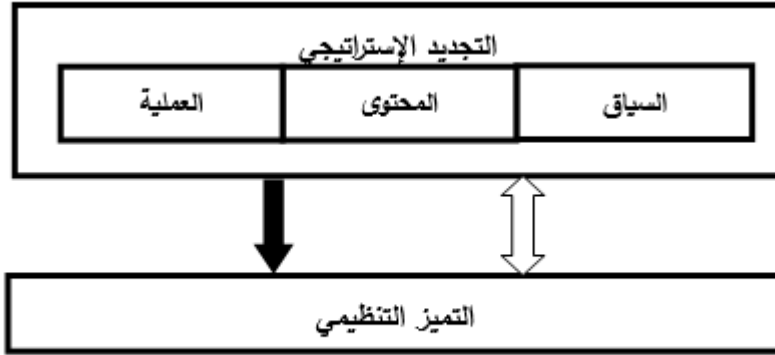 التجديد الإستراتيجي
السياق المحتوى العملية
التميز التنظيمي